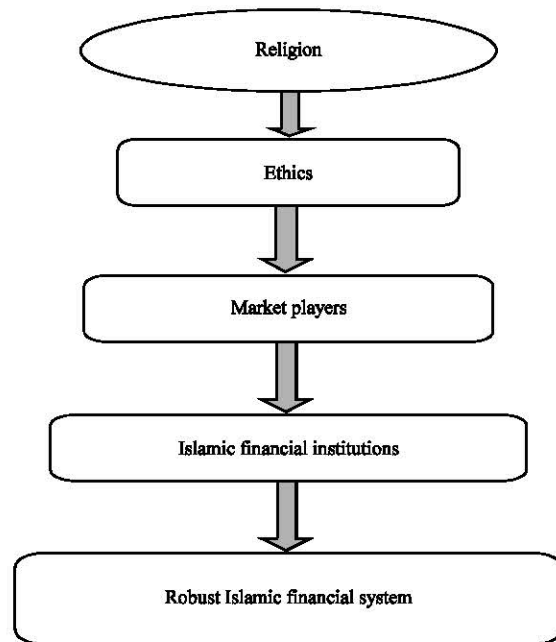 Religion
Ethics
Market players
Islamic financial institutions
Robust Islamic financial system